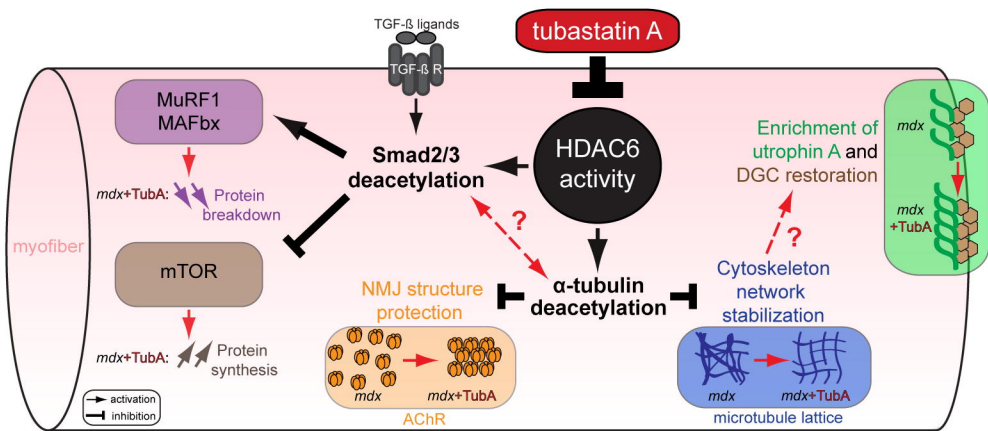 TGF-ß ligands
TGF-ß R
tubastatin A
MuRF1
MAFbx
mdx+TubA:
Protein
breakdown
Smad2/3
deacetylation
HDAC6
activity
Enrichment of
utrophin A and
DGC restoration
mdx
mdx
+TubA
myofiber
mTOR
mdx+TubA:
Protein
synthesis
?
?
α-tubulin
deacetylation
NMJ structure
protection
mdx
mdx+TubA
AChR
Cytoskeleton
network
stabilization
mdx
mdx+TubA
microtubule lattice
activation
inhibition